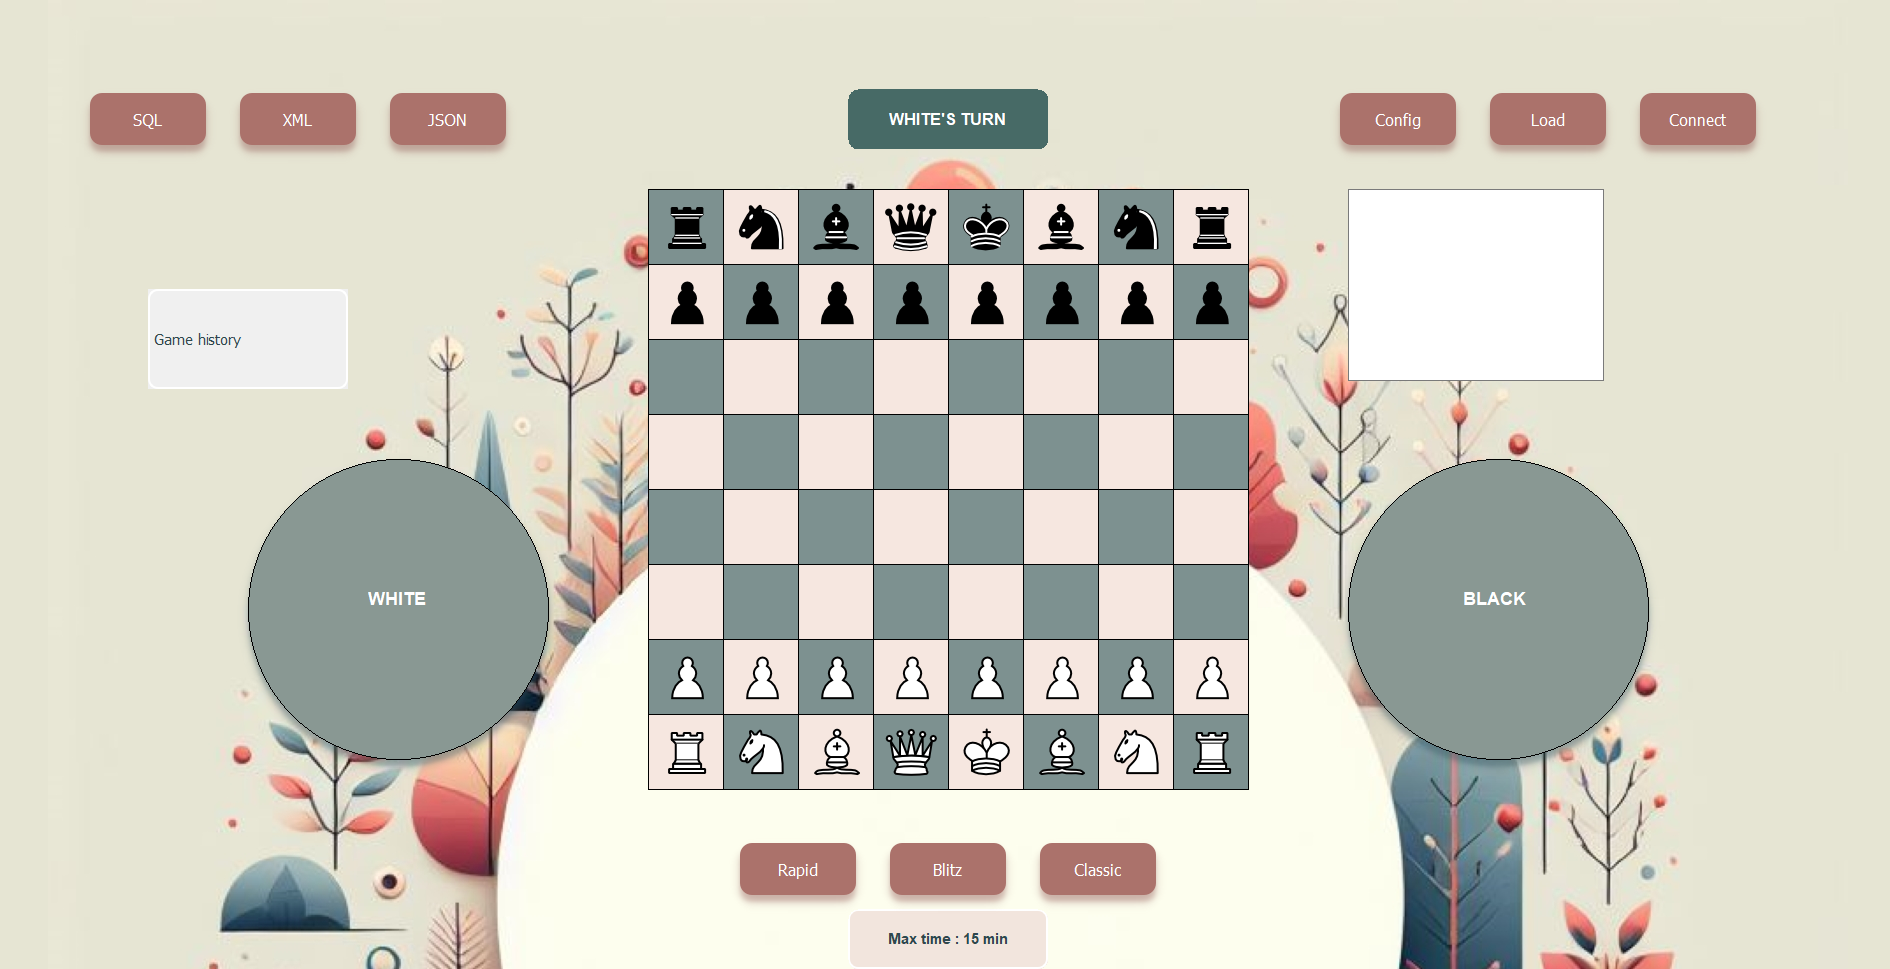 SQL
XML
JSON
WHITE'S TURN
Config
Load
Connect
Game history
WHITE
BLACK
Rapid
Blitz
Classic
Max time : 15 min